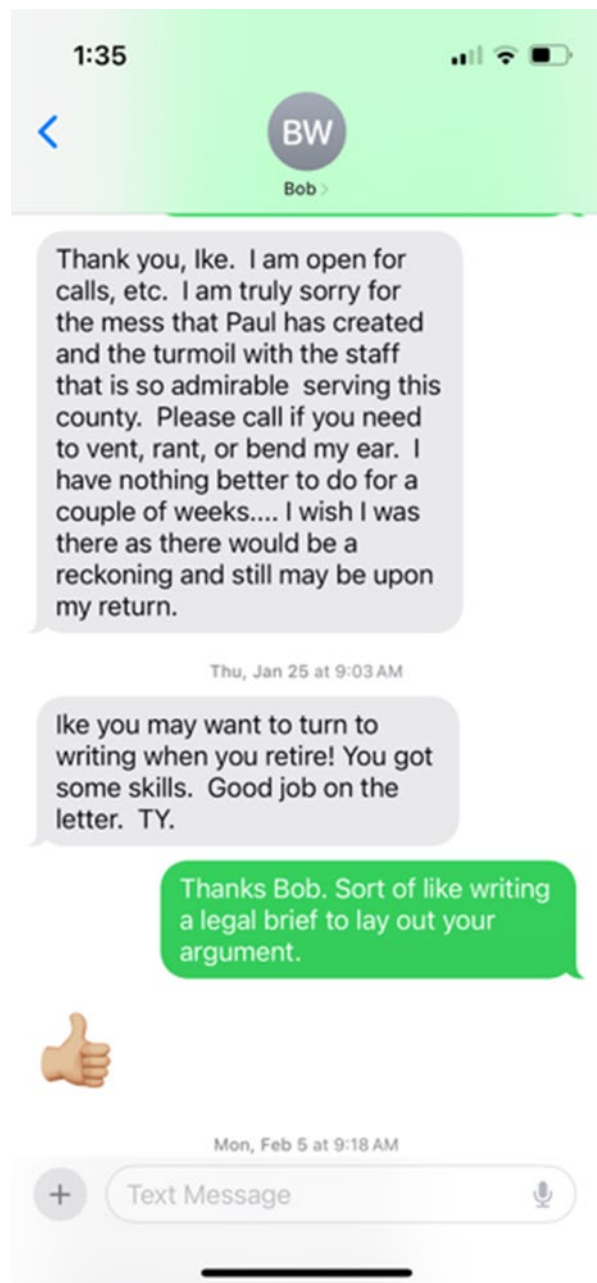 1:35
BW
Bob >
Thank you, Ike.  I am open for
calls, etc.  I am truly sorry for
the mess that Paul has created
and the turmoil with the staff
that is so admirable  serving this
county.  Please call if you need
to vent, rant, or bend my ear.  I
have nothing better to do for a
couple of weeks.... I wish I was
there as there would be a
reckoning and still may be upon
my return.
Thu, Jan 25 at 9:03 AM
Ike you may want to turn to
writing when you retire! You got
some skills.  Good job on the
letter.  TY.
Thanks Bob. Sort of like writing
a legal brief to lay out your
argument.
Mon, Feb 5 at 9:18 AM
+ Text Message